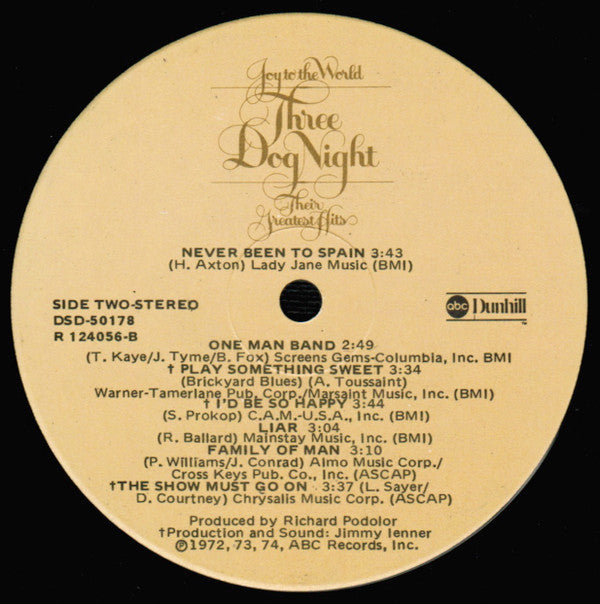 Joy to the World
Three
Dog Night
Their
Greatest Hits
NEVER BEEN TO SPAIN 3:43
(H. Axton) Lady Jane Music (BMI)
SIDE TWO-STEREO
DSD-50178
R 124056-B
abc Dunhill
TM
ONE MAN BAND 2:49
(T. Kaye/J. Tyme/B. Fox) Screens Gems-Columbia, Inc. BMI
† PLAY SOMETHING SWEET 3:34
(Brickyard Blues) (A. Toussaint)
Warner-Tamerlane Pub. Corp./Marsaint Music, Inc. (BMI)
† I'D BE SO HAPPY 3:44
(S. Prokop) C.A.M.-U.S.A., Inc. (BMI)
LIAR 3:04
(R. Ballard) Mainstay Music, Inc. (BMI)
FAMILY OF MAN 3:10
(P. Williams/J. Conrad) Almo Music Corp./
Cross Keys Pub. Co., Inc. (ASCAP)
†THE SHOW MUST GO ON 3:37 (L. Sayer/
D. Courtney) Chrysalis Music Corp. (ASCAP)
Produced by Richard Podolor
†Production and Sound: Jimmy Ienner
℗1972, 73, 74, ABC Records, Inc.